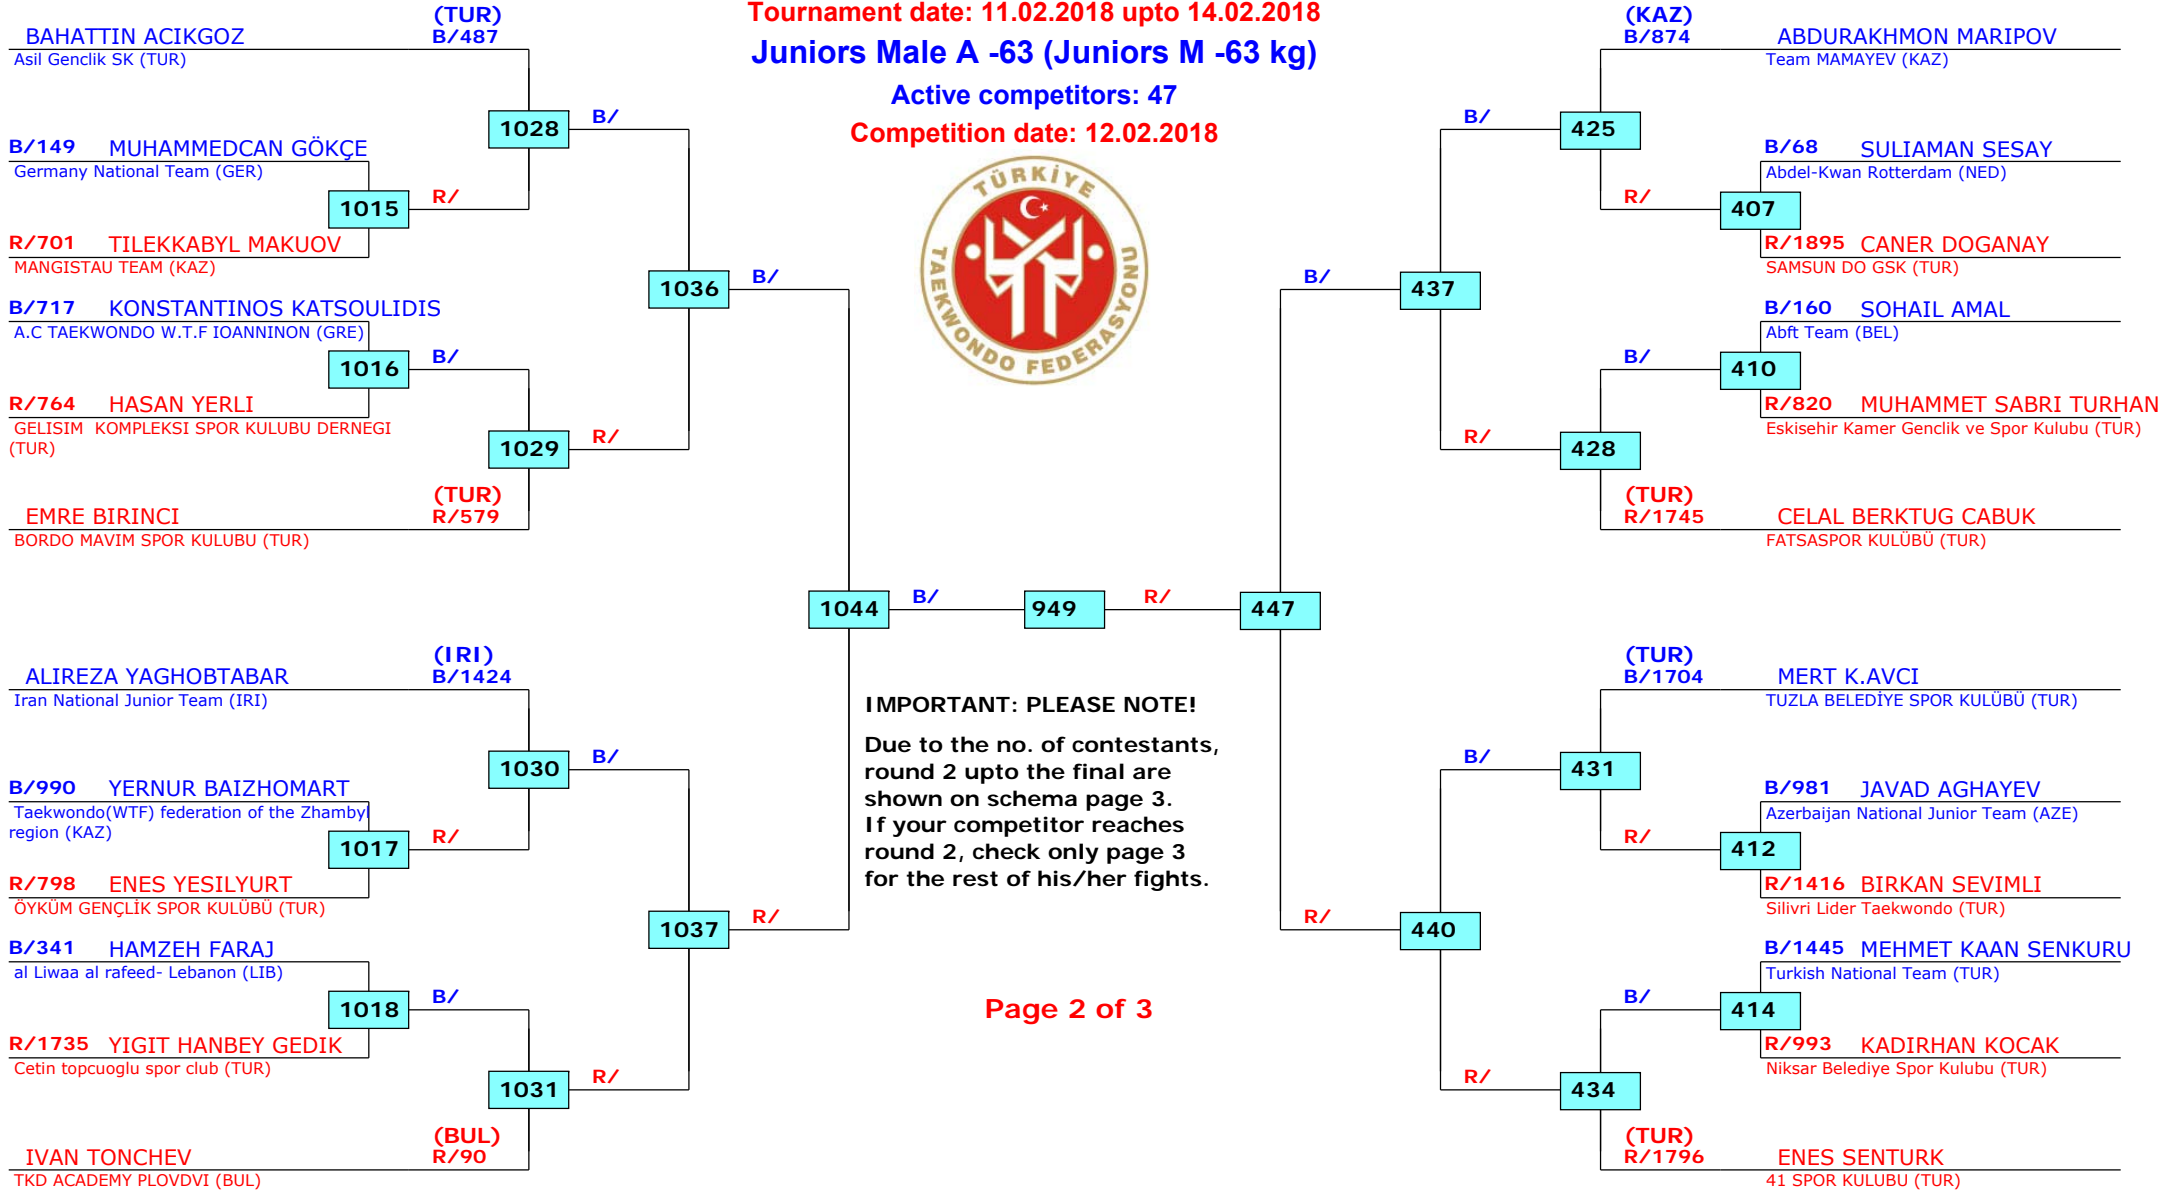 Tournament date: 11.02.2018 upto 14.02.2018
Juniors Male A -63 (Juniors M -63 kg)
Active competitors: 47
Competition date: 12.02.2018
TÜRKİYE
TAEKWONDO FEDERASYONU
(TUR)
BAHATTIN ACIKGOZ B/487
Asil Genclik SK (TUR)
1028 B/
B/149 MUHAMMEDCAN GÖKÇE
Germany National Team (GER)
1015 R/
R/701 TILEKKABYL MAKUOV
MANGISTAU TEAM (KAZ)
1036 B/
B/717 KONSTANTINOS KATSOULIDIS
A.C TAEKWONDO W.T.F IOANNINON (GRE)
1016 B/
R/764 HASAN YERLI
GELISIM KOMPLEKSI SPOR KULUBU DERNEGI
(TUR)
1029 R/
(TUR)
EMRE BIRINCI R/579
BORDO MAVIM SPOR KULUBU (TUR)
1044 B/ 949 R/ 447
(IRI)
ALIREZA YAGHOBTABAR B/1424
Iran National Junior Team (IRI)
1030 B/
B/990 YERNUR BAIZHOMART
Taekwondo(WTF) federation of the Zhambyl
region (KAZ)
1017 R/
R/798 ENES YESILYURT
ÖYKÜM GENÇLİK SPOR KULÜBÜ (TUR)
1037 R/
B/341 HAMZEH FARAJ
al Liwaa al rafeed- Lebanon (LIB)
1018 B/
R/1735 YIGIT HANBEY GEDIK
Cetin topcuoglu spor club (TUR)
1031 R/
(BUL)
IVAN TONCHEV R/90
TKD ACADEMY PLOVDVI (BUL)
IMPORTANT: PLEASE NOTE!
Due to the no. of contestants,
round 2 upto the final are
shown on schema page 3.
If your competitor reaches
round 2, check only page 3
for the rest of his/her fights.
Page 2 of 3
(KAZ)
B/874 ABDURAKHMON MARIPOV
Team MAMAYEV (KAZ)
B/ 425
B/68 SULIAMAN SESAY
Abdel-Kwan Rotterdam (NED)
R/ 407
R/1895 CANER DOGANAY
SAMSUN DO GSK (TUR)
B/ 437
B/160 SOHAIL AMAL
Abft Team (BEL)
B/ 410
R/820 MUHAMMET SABRI TURHAN
Eskisehir Kamer Genclik ve Spor Kulubu (TUR)
R/ 428
(TUR)
R/1745 CELAL BERKTUG CABUK
FATSASPOR KULÜBÜ (TUR)
(TUR)
B/1704 MERT K.AVCI
TUZLA BELEDİYE SPOR KULÜBÜ (TUR)
B/ 431
B/981 JAVAD AGHAYEV
Azerbaijan National Junior Team (AZE)
R/ 412
R/1416 BIRKAN SEVIMLI
Silivri Lider Taekwondo (TUR)
R/ 440
B/1445 MEHMET KAAN SENKURU
Turkish National Team (TUR)
B/ 414
R/993 KADIRHAN KOCAK
Niksar Belediye Spor Kulubu (TUR)
R/ 434
(TUR)
R/1796 ENES SENTURK
41 SPOR KULUBU (TUR)